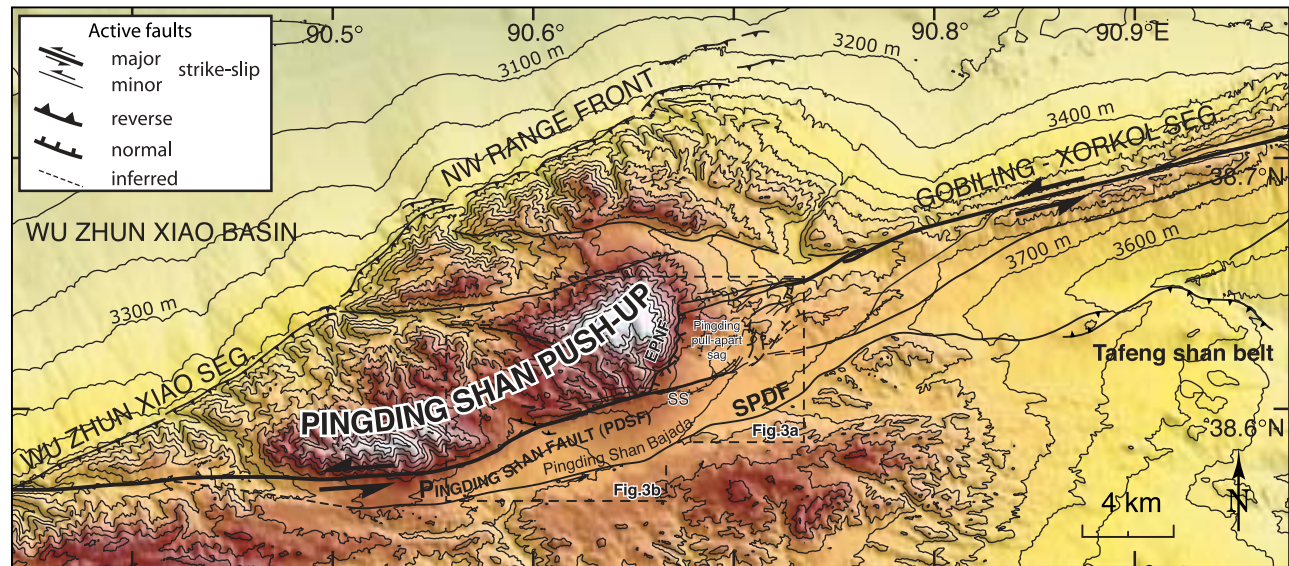 Active faults
major
minor
strike-slip
reverse
normal
inferred
90.5°
90.6°
90.8°
90.9°E
3100 m
3200 m
3400 m
NW RANGE FRONT
GOBILING - XORKOL SEG
38.7°N
WU ZHUN XIAO BASIN
3700 m
3600 m
3300 m
Pingding
pull-apart
sag
EPNF
Tafeng shan belt
WU ZHUN XIAO SEG
PINGDING SHAN PUSH-UP
SS
SPDF
38.6°N
Fig.3a
PINGDING SHAN FAULT (PDSF)
Pingding Shan Bajada
Fig.3b
4 km
N